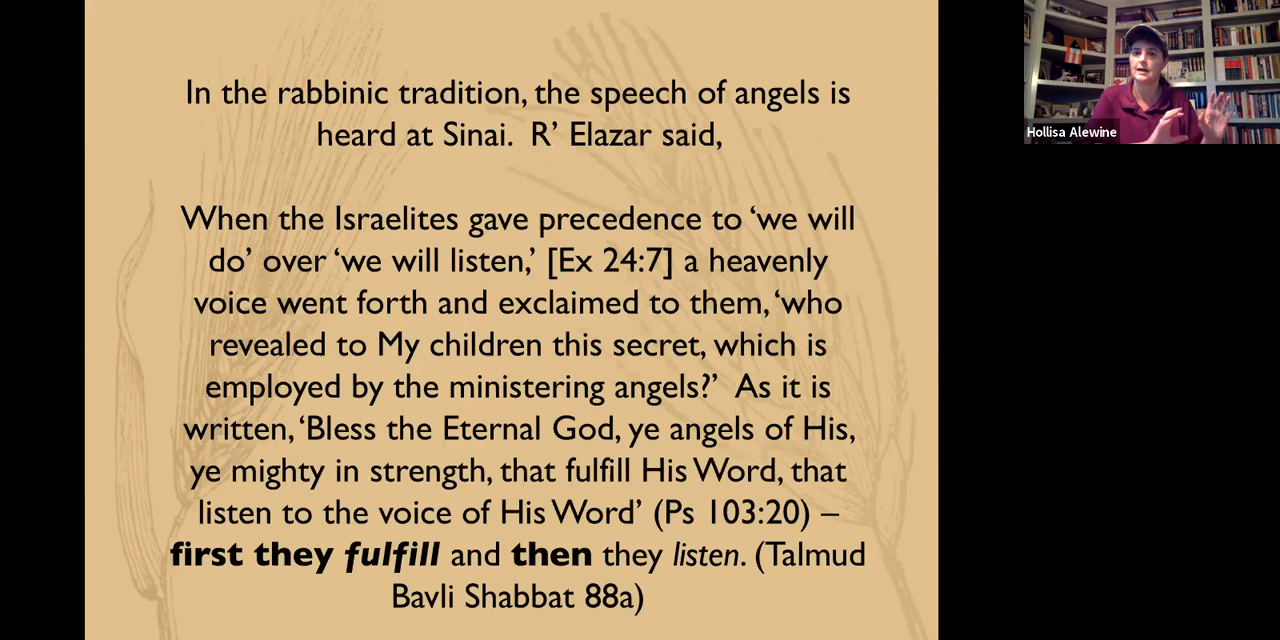 In the rabbinic tradition, the speech of angels is
heard at Sinai.  R’ Elazar said,
When the Israelites gave precedence to ‘we will
do’ over ‘we will listen,’ [Ex 24:7] a heavenly
voice went forth and exclaimed to them, ‘who
revealed to My children this secret, which is
employed by the ministering angels?’  As it is
written, ‘Bless the Eternal God, ye angels of His,
ye mighty in strength, that fulfill His Word, that
listen to the voice of His Word’ (Ps 103:20) –
first they fulfill and then they listen. (Talmud
Bavli Shabbat 88a)
Hollisa Alewine